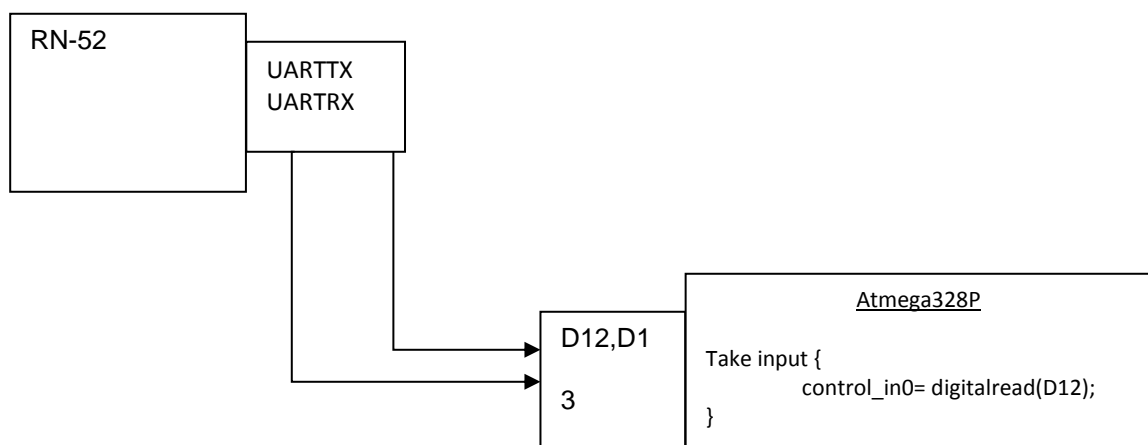 RN-52
UARTTX
UARTRX
D12,D1
3
Atmega328P
Take input {
control_in0= digitalread(D12);
}